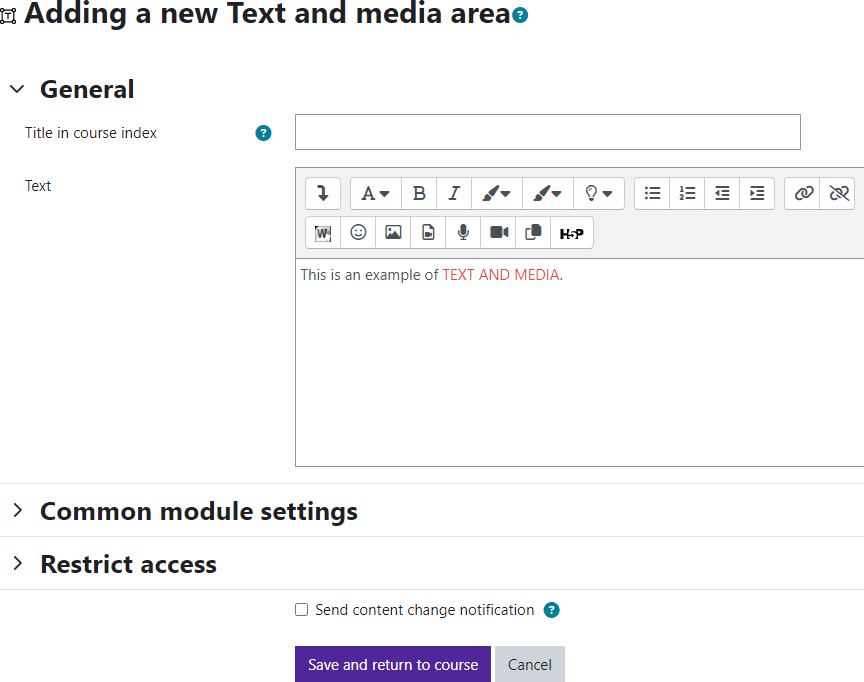 Adding a new Text and media area
General
Title in course index
Text
A B I
W
H5P
This is an example of TEXT AND MEDIA.
Common module settings
Restrict access
Send content change notification
Save and return to course Cancel